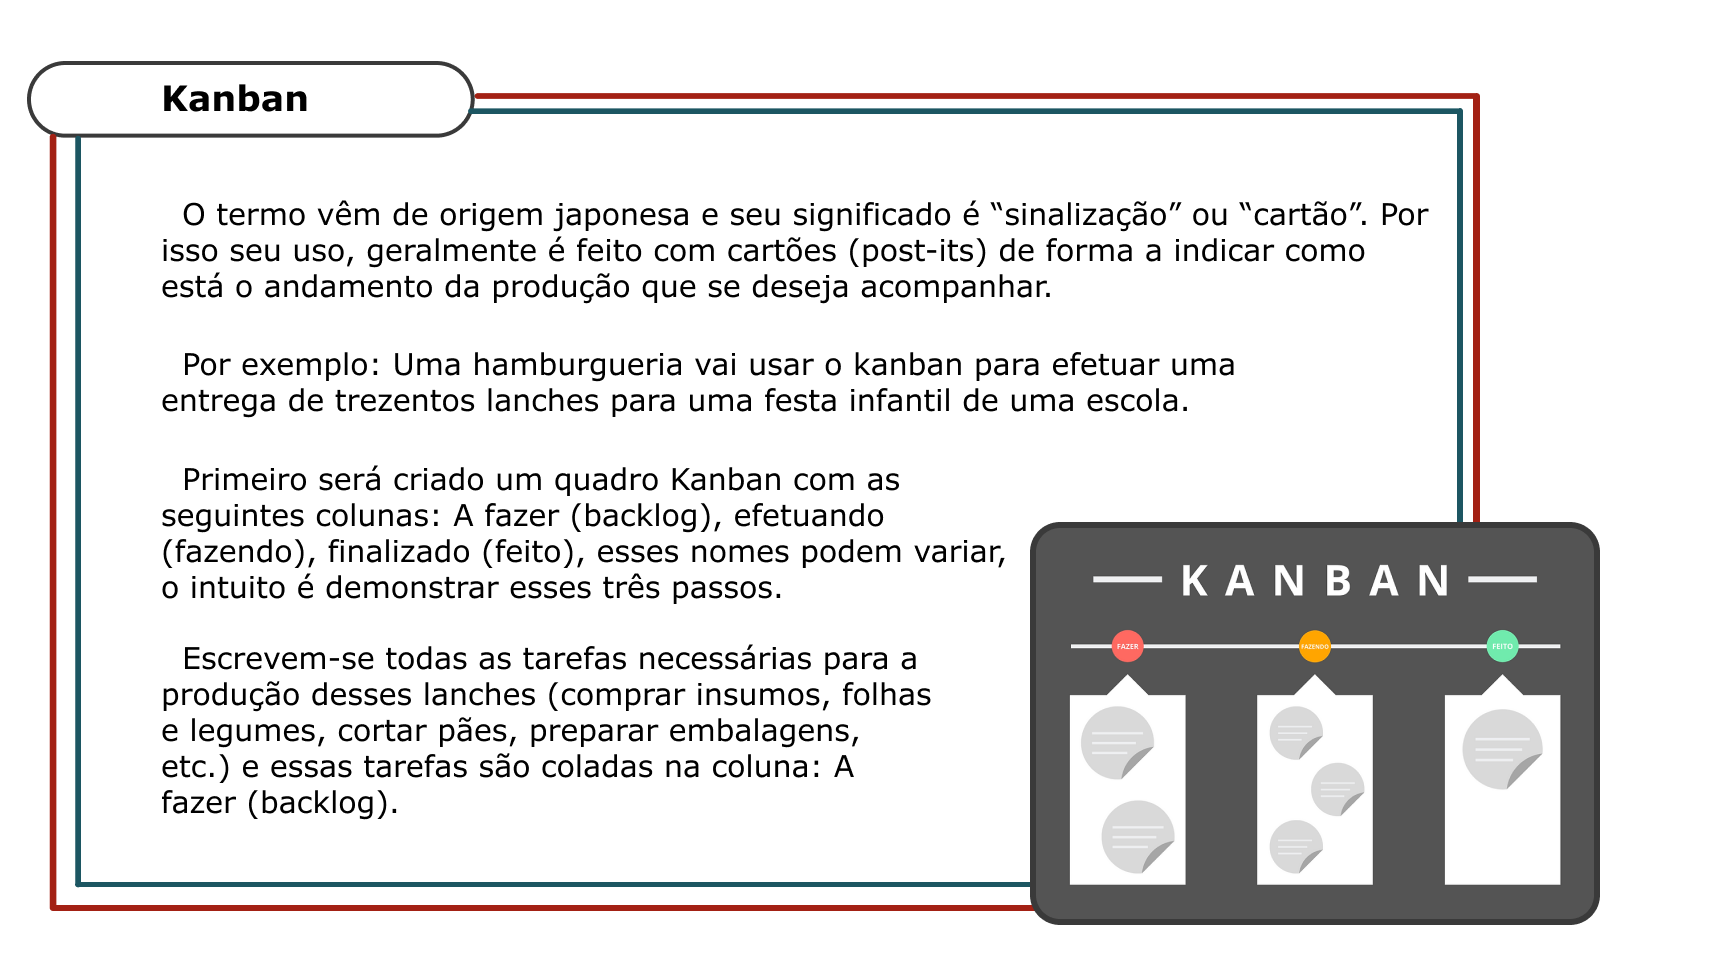 Kanban
O termo vêm de origem japonesa e seu significado é “sinalização” ou “cartão”. Por
isso seu uso, geralmente é feito com cartões (post-its) de forma a indicar como
está o andamento da produção que se deseja acompanhar.
Por exemplo: Uma hamburgueria vai usar o kanban para efetuar uma
entrega de trezentos lanches para uma festa infantil de uma escola.
Primeiro será criado um quadro Kanban com as
seguintes colunas: A fazer (backlog), efetuando
(fazendo), finalizado (feito), esses nomes podem variar,
o intuito é demonstrar esses três passos.
Escrevem-se todas as tarefas necessárias para a
produção desses lanches (comprar insumos, folhas
e legumes, cortar pães, preparar embalagens,
etc.) e essas tarefas são coladas na coluna: A
fazer (backlog).
KANBAN
FAZER
FAZENDO
FEITO